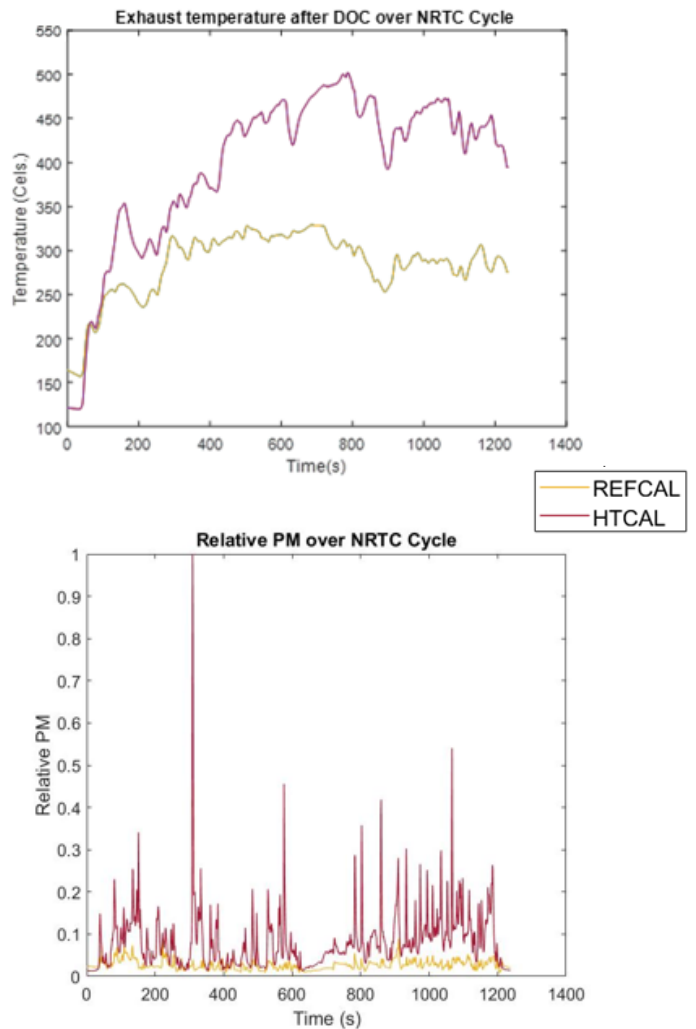 Exhaust temperature after DOC over NRTC Cycle
550
500
450
400
350
300
250
200
150
100
Temperature (Cels.)
0 200 400 600 800 1000 1200 1400
Time(s)
REFCAL
HTCAL
Relative PM over NRTC Cycle
1
0.9
0.8
0.7
0.6
0.5
0.4
0.3
0.2
0.1
0
Relative PM
0 200 400 600 800 1000 1200 1400
Time (s)